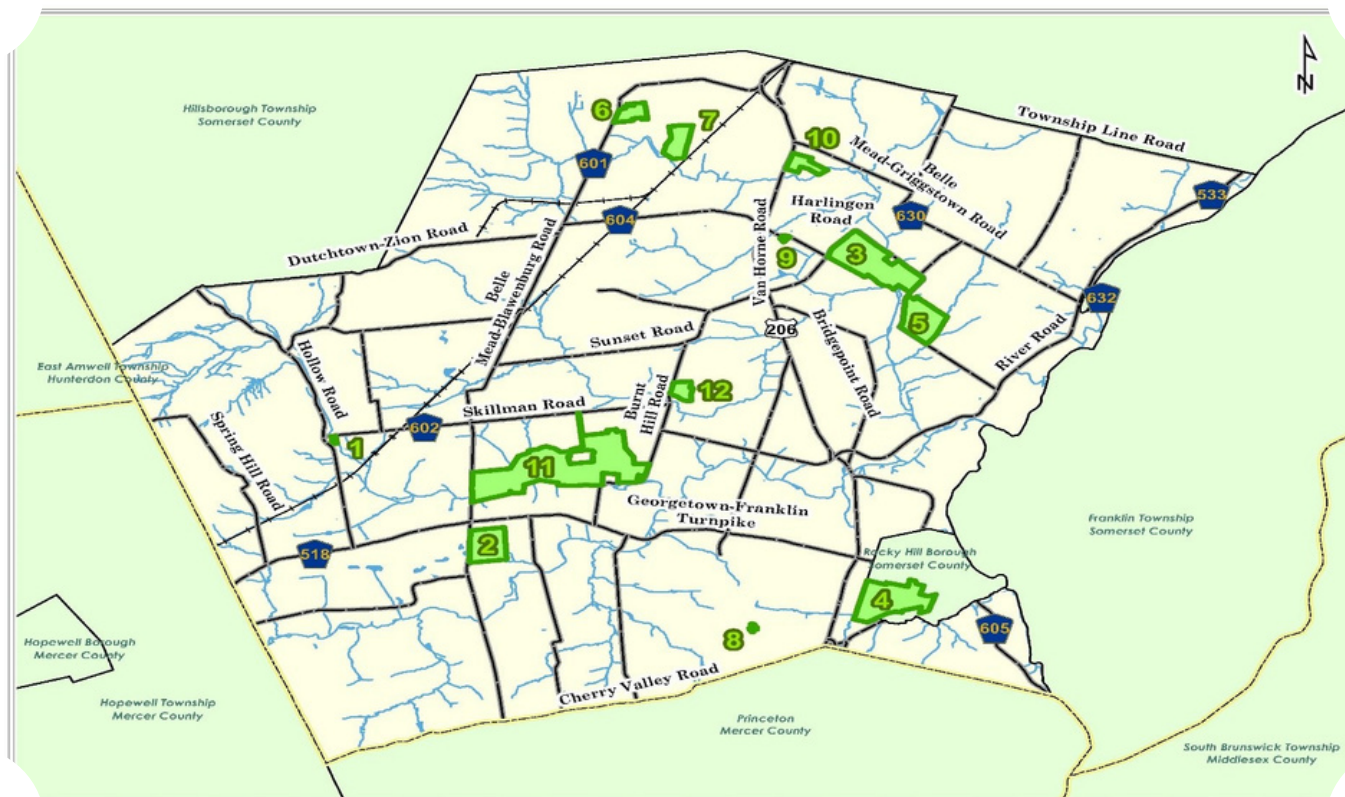 N
Hillsborough Township
Somerset County
Township Line Road
6
7
10
601
Belle
Mead-Griggstown Road
533
Harlingen
Road
630
604
Dutchtown-Zion Road
Belle
Mead-Blawenburg Road
Van Horne Road
9
3
632
5
Sunset Road
206
Bridgepoint Road
River Road
East Amwell Township
Hunterdon County
Hollow Road
Burnt
Hill Road
12
Skillman Road
602
1
Spring Hill Road
11
Georgetown-Franklin
Turnpike
Franklin Township
Somerset County
518
2
Rocky Hill Borough
Somerset County
4
605
8
Hopewell Borough
Mercer County
Cherry Valley Road
Hopewell Township
Mercer County
Princeton
Mercer County
South Brunswick Township
Middlesex County